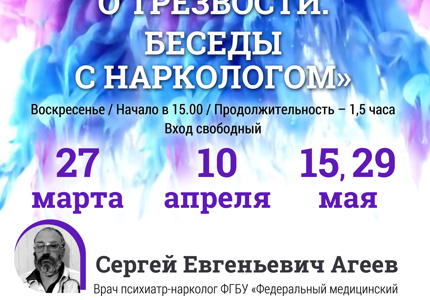 О ТРЕЗВОСТИ.
БЕСЕДЫ
С НАРКОЛОГОМ»
Воскресенье / Начало в 15.00 / Продолжительность – 1,5 часа
Вход свободный
27 10 15, 29
марта апреля мая
Сергей Евгеньевич Агеев
Врач психиатр-нарколог ФГБУ «Федеральный медицинский